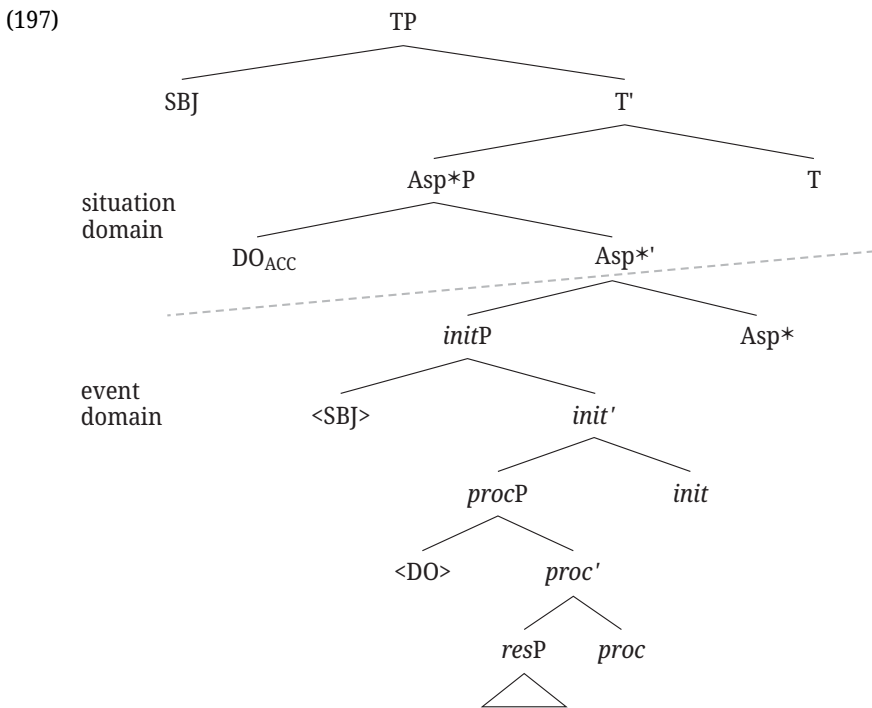 (197)
TP
SBJ T'
Asp*P T
situation
domain
DO_ACC Asp*'
initP Asp*
event
domain
<SBJ> init'
procP init
<DO> proc'
resP proc